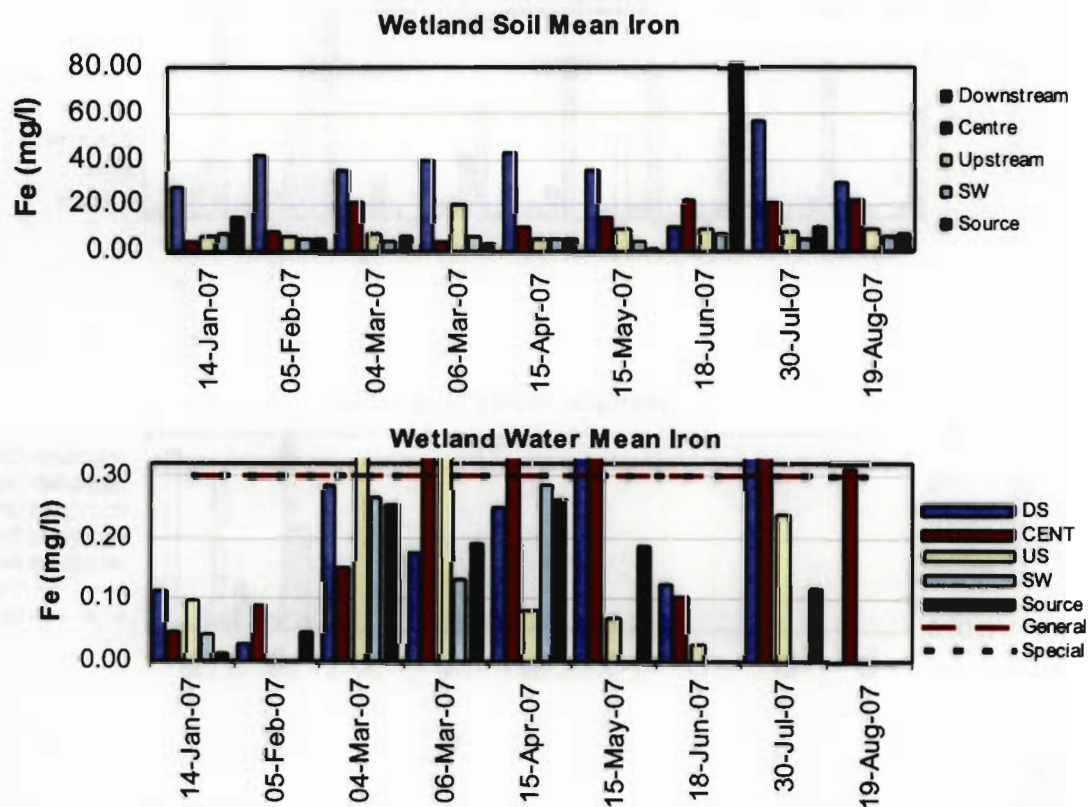 Wetland Soil Mean Iron
Fe (mg/l)
80.00
60.00
40.00
20.00
0.00
14-Jan-07
05-Feb-07
04-Mar-07
06-Mar-07
15-Apr-07
15-May-07
18-Jun-07
30-Jul-07
19-Aug-07
Downstream
Centre
Upstream
SW
Source
Wetland Water Mean Iron
Fe (mg/l))
0.30
0.20
0.10
0.00
14-Jan-07
05-Feb-07
04-Mar-07
06-Mar-07
15-Apr-07
15-May-07
18-Jun-07
30-Jul-07
19-Aug-07
DS
CENT
US
SW
Source
General
Special